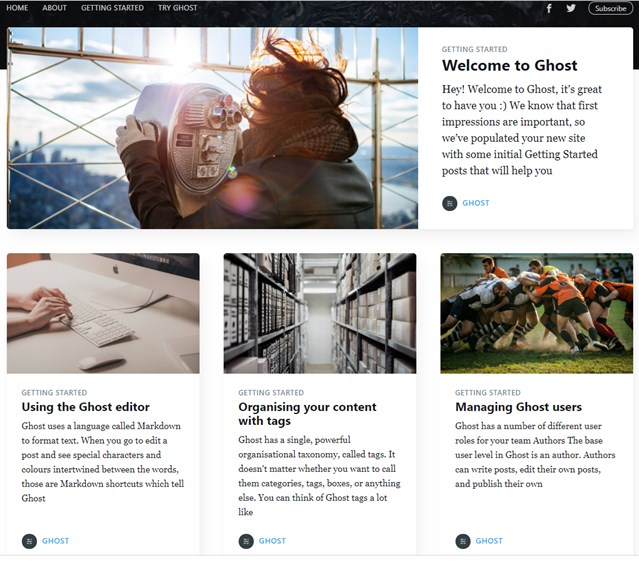 HOME ABOUT GETTING STARTED TRY GHOST Subscribe
GETTING STARTED
Welcome to Ghost
Hey! Welcome to Ghost, it's great
to have you :) We know that first
impressions are important, so
we've populated your new site
with some initial Getting Started
posts that will help you
GHOST
GETTING STARTED
Using the Ghost editor
Ghost uses a language called Markdown
to format text. When you go to edit a
post and see special characters and
colours intertwined between the words,
those are Markdown shortcuts which tell
Ghost
GHOST
GETTING STARTED
Organising your content
with tags
Ghost has a single, powerful
organisational taxonomy, called tags. It
doesn't matter whether you want to call
them categories, tags, boxes, or anything
else. You can think of Ghost tags a lot
like
GHOST
GETTING STARTED
Managing Ghost users
Ghost has a number of different user
roles for your team Authors The base
user level in Ghost is an author. Authors
can write posts, edit their own posts,
and publish their own
GHOST